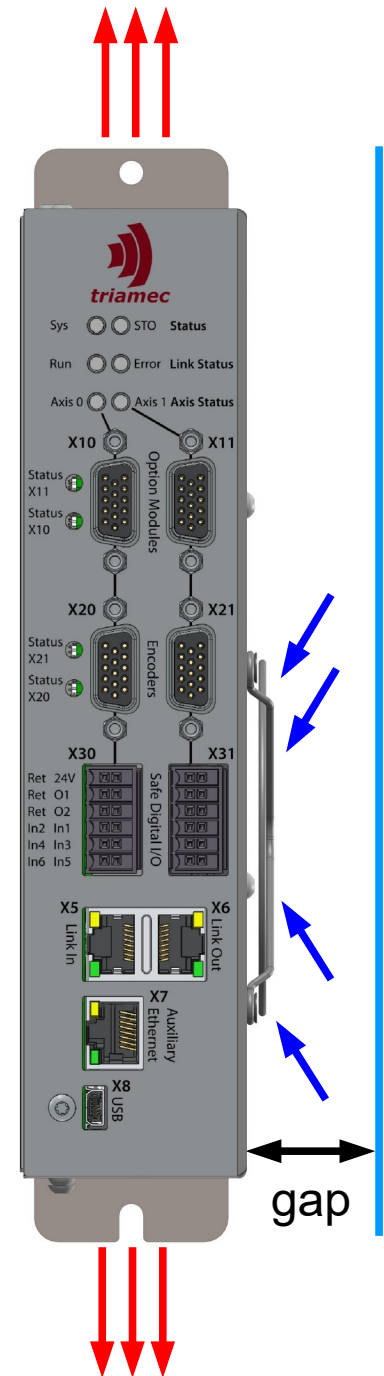 triamec
Sys STO Status
Run Error Link Status
Axis 0 Axis 1 Axis Status
X10 X11
Option Modules
Status
X11
Status
X10
X20 X21
Encoders
Status
X21
Status
X20
X30 X31
Safe Digital I/O
Ret 24V
Ret O1
Ret O2
In2 In1
In4 In3
In6 In5
X5 X6
Link In
Link Out
X7
Auxiliary
Ethernet
X8
USB
gap